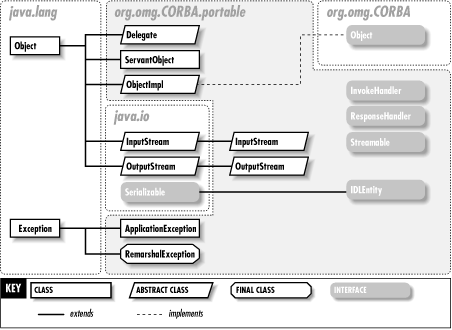 java.lang
org.omg.CORBA.portable
org.omg.CORBA
Object
Delegate
Object
ServantObject
ObjectImpl
InvokeHandler
java.io
ResponseHandler
InputStream
InputStream
Streamable
OutputStream
OutputStream
Serializable
IDLEntity
Exception
ApplicationException
RemarshalException
KEY
CLASS
ABSTRACT CLASS
FINAL CLASS
INTERFACE
extends
implements